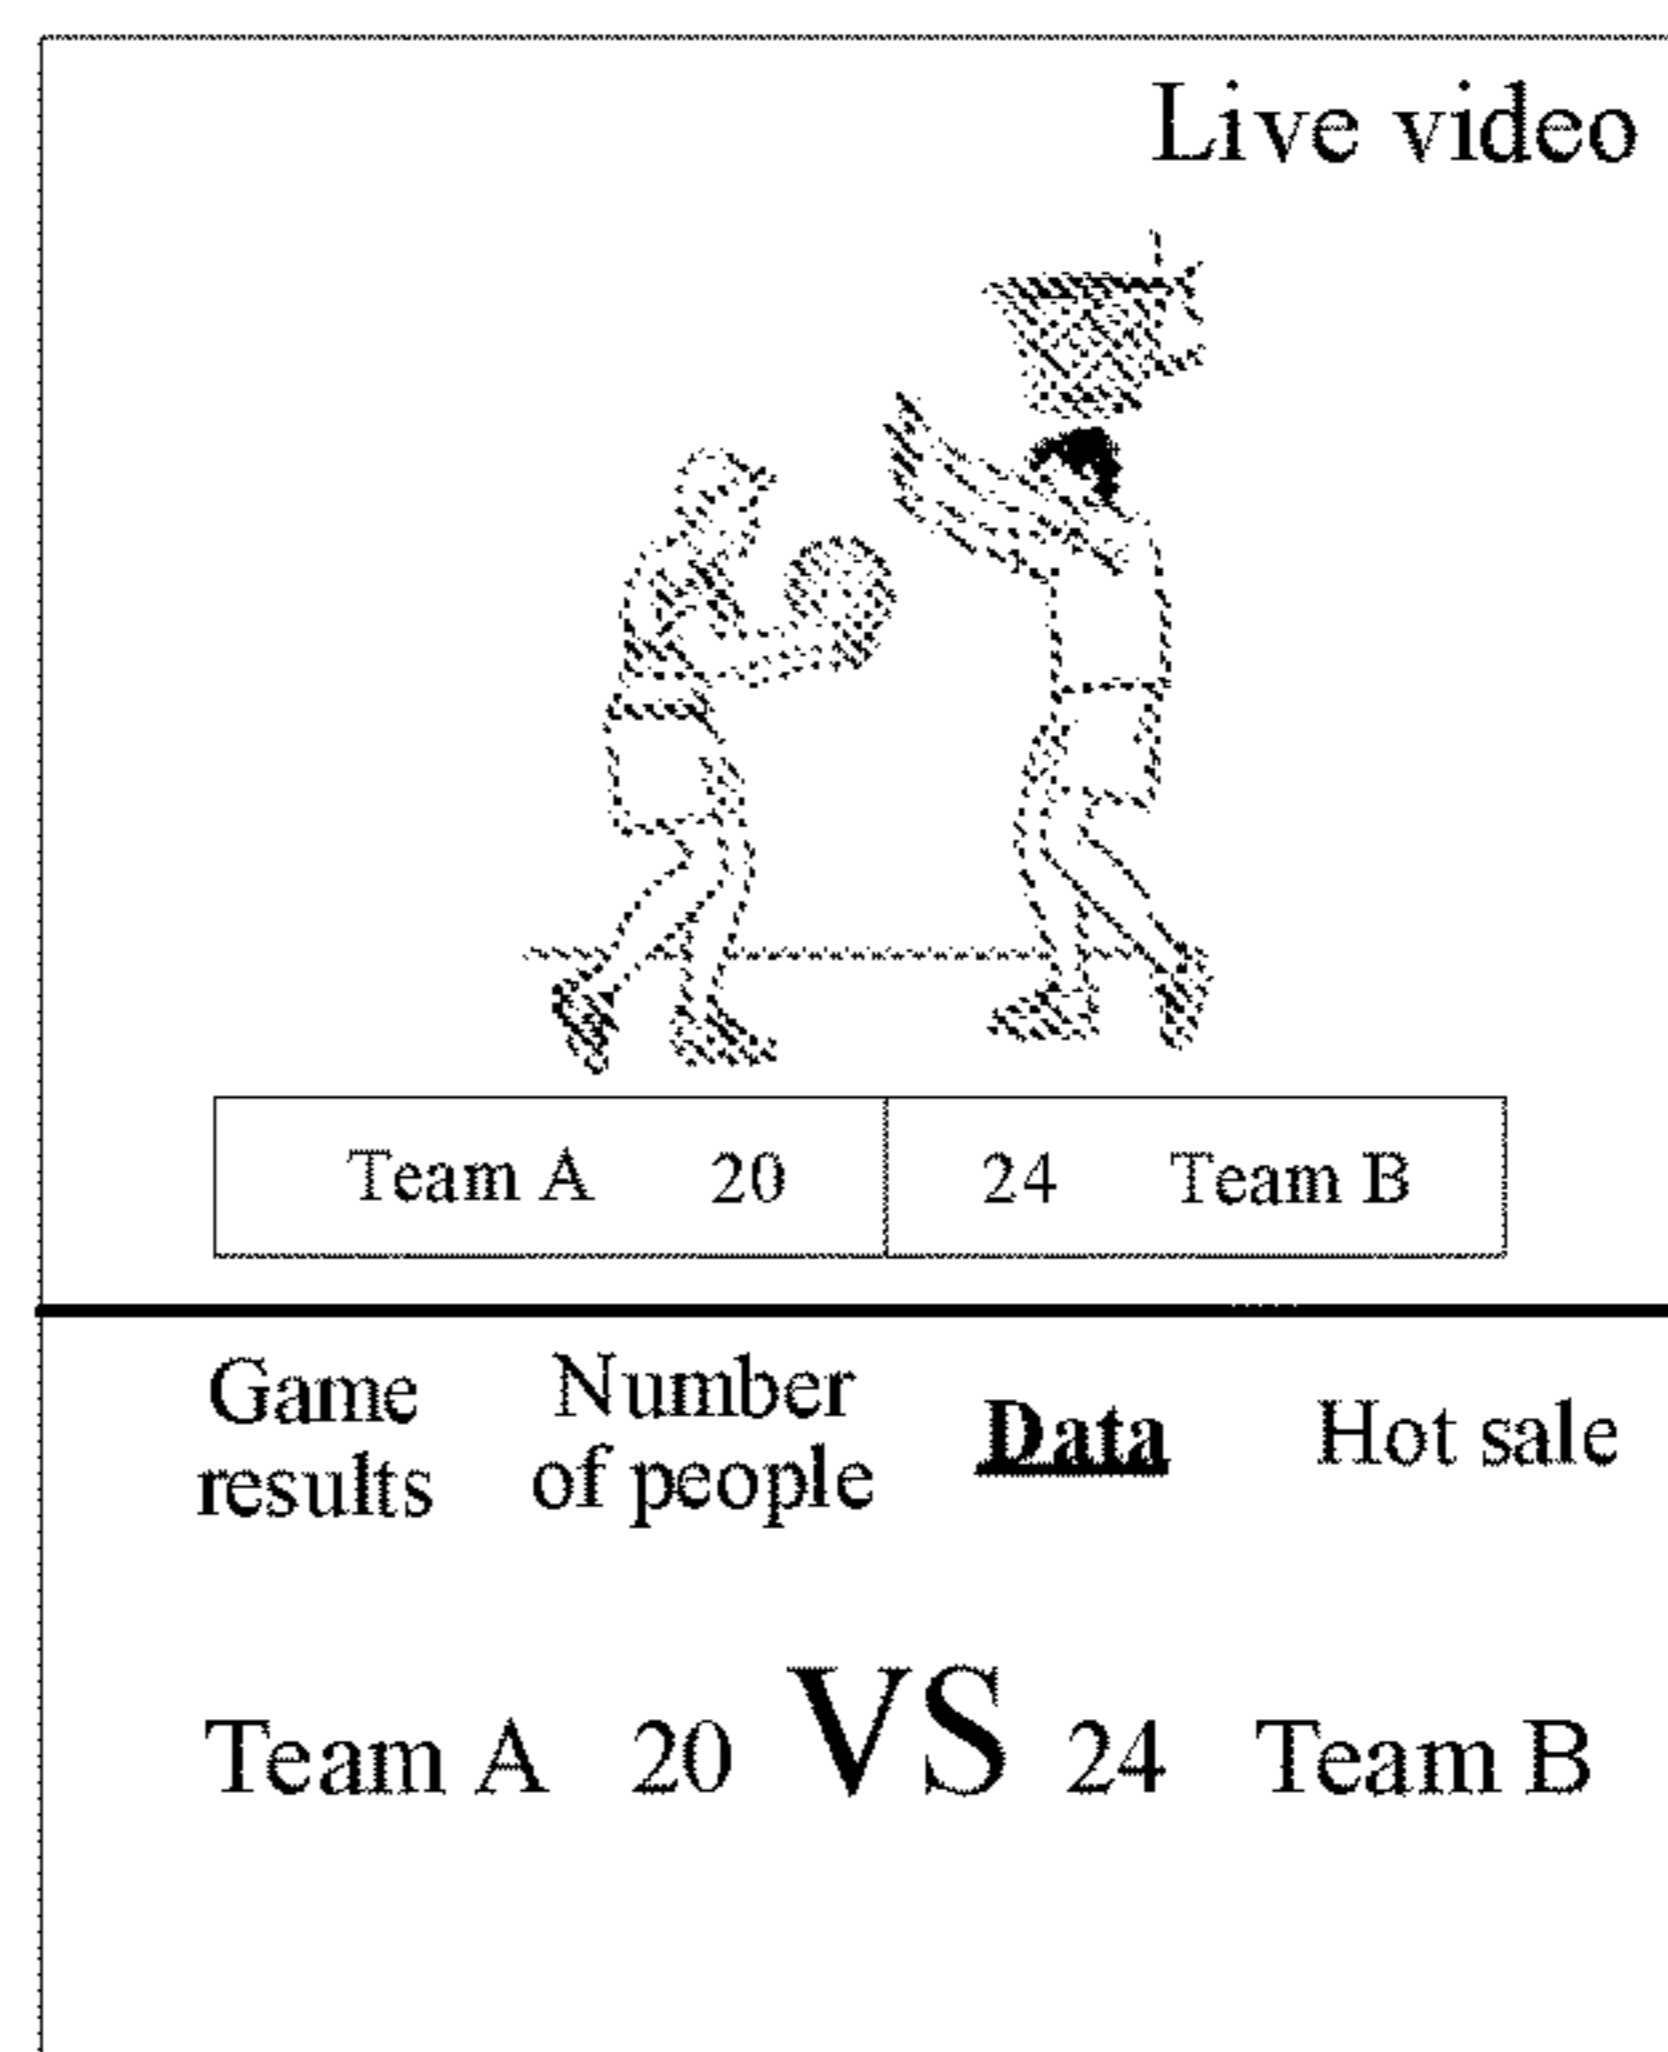 Live video
Team A 20 24 Team B
Game results Number of people Data Hot sale
Team A 20 VS 24 Team B